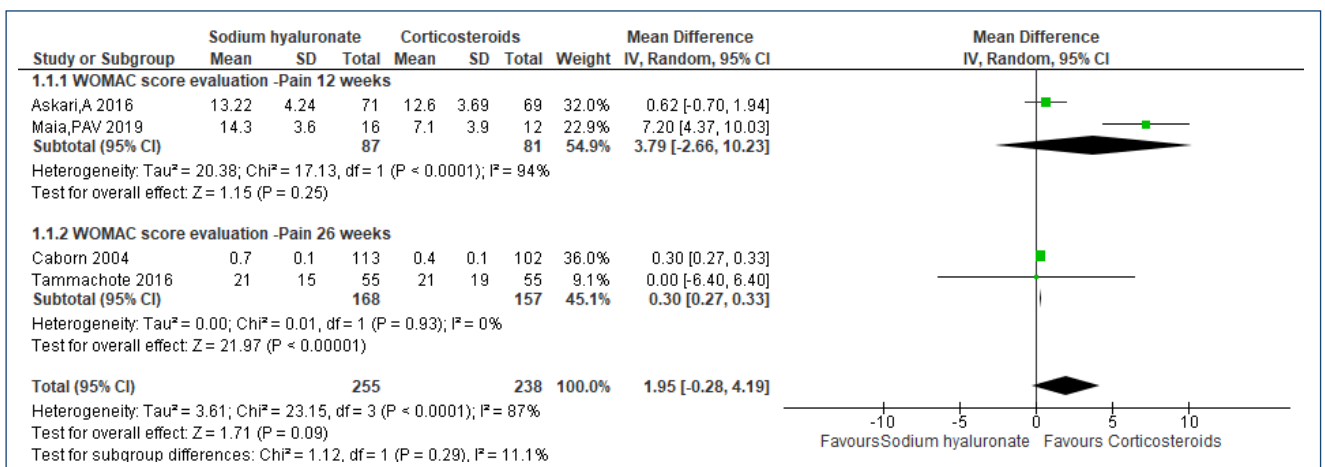 Sodium hyaluronate Corticosteroids Mean Difference Mean Difference
Study or Subgroup Mean SD Total Mean SD Total Weight IV, Random, 95% CI IV, Random, 95% CI
1.1.1 WOMAC score evaluation -Pain 12 weeks
Askari,A 2016 13.22 4.24 71 12.6 3.69 69 32.0% 0.62 [-0.70, 1.94]
Maia,PAV 2019 14.3 3.6 16 7.1 3.9 12 22.9% 7.20 [4.37, 10.03]
Subtotal (95% CI) 87 81 54.9% 3.79 [-2.66, 10.23]
Heterogeneity: Tau² = 20.38; Chi² = 17.13, df = 1 (P < 0.0001); I² = 94%
Test for overall effect: Z = 1.15 (P = 0.25)
1.1.2 WOMAC score evaluation -Pain 26 weeks
Caborn 2004 0.7 0.1 113 0.4 0.1 102 36.0% 0.30 [0.27, 0.33]
Tammachote 2016 21 15 55 21 19 55 9.1% 0.00 [-6.40, 6.40]
Subtotal (95% CI) 168 157 45.1% 0.30 [0.27, 0.33]
Heterogeneity: Tau² = 0.00; Chi² = 0.01, df = 1 (P = 0.93); I² = 0%
Test for overall effect: Z = 21.97 (P < 0.00001)
Total (95% CI) 255 238 100.0% 1.95 [-0.28, 4.19]
Heterogeneity: Tau² = 3.61; Chi² = 23.15, df = 3 (P < 0.0001); I² = 87%
Test for overall effect: Z = 1.71 (P = 0.09)
Test for subgroup differences: Chi² = 1.12, df = 1 (P = 0.29), I² = 11.1%
-10 -5 0 5 10
FavoursSodium hyaluronate Favours Corticosteroids